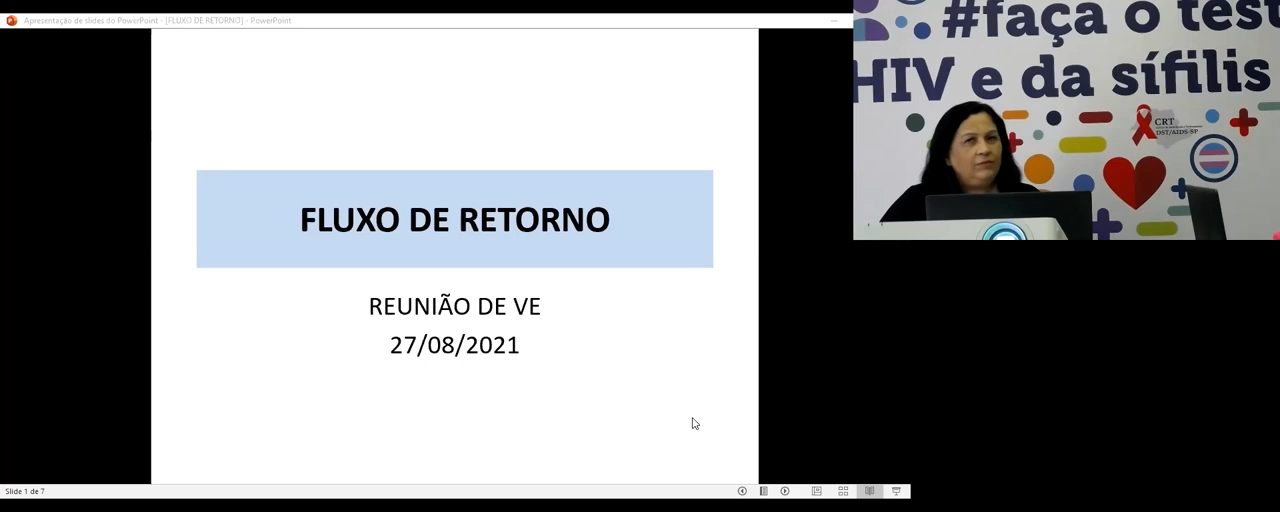 Apresentação de slides do PowerPoint - [FLUXO DE RETORNO] - PowerPoint
#faça o test
HIV e da sífilis
CRT
DST/AIDS-SP
FLUXO DE RETORNO
REUNIÃO DE VE
27/08/2021
Slide 1 de 7